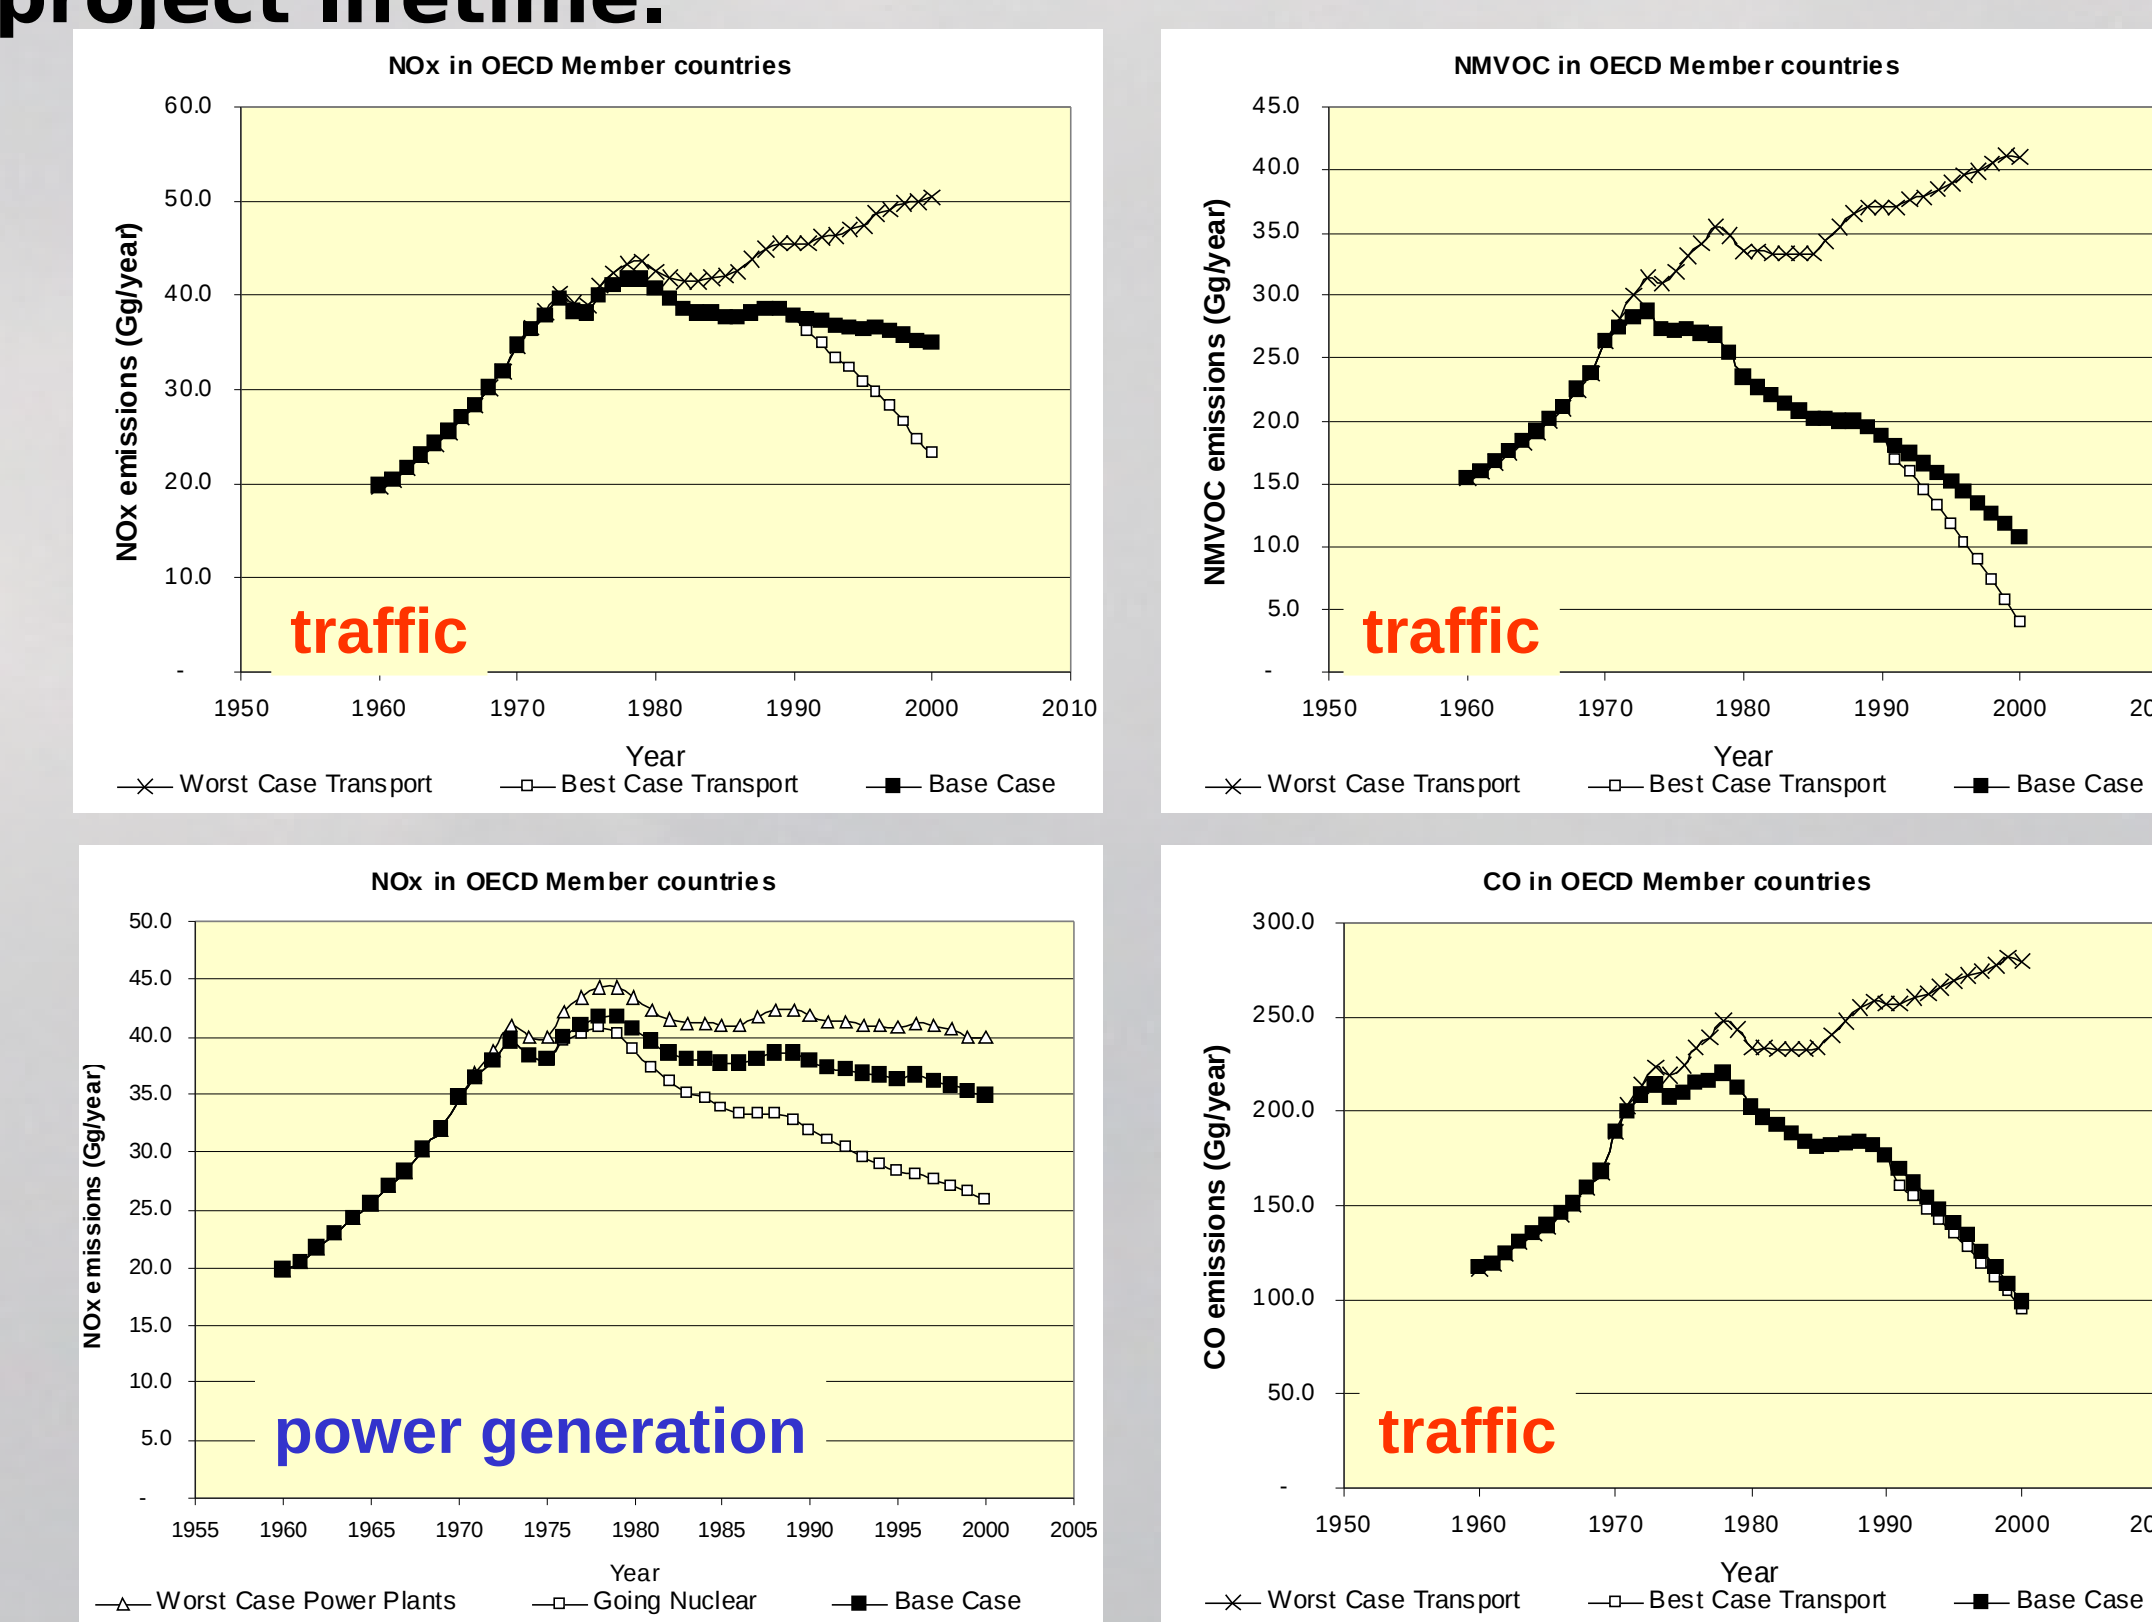 project lifetime.
NOx in OECD Member countries
60.0
50.0
40.0
30.0
20.0
10.0
-
NOx emissions (Gg/year)
traffic
1950 1960 1970 1980 1990 2000 2010
Year
Worst Case Transport Best Case Transport Base Case
NMVOC in OECD Member countries
45.0
40.0
35.0
30.0
25.0
20.0
15.0
10.0
5.0
-
NMVOC emissions (Gg/year)
traffic
1950 1960 1970 1980 1990 2000
Year
Worst Case Transport Best Case Transport Base Case
NOx in OECD Member countries
50.0
45.0
40.0
35.0
30.0
25.0
20.0
15.0
10.0
5.0
-
NOx emissions (Gg/year)
power generation
1955 1960 1965 1970 1975 1980 1985 1990 1995 2000 2005
Year
Worst Case Power Plants Going Nuclear Base Case
CO in OECD Member countries
300.0
250.0
200.0
150.0
100.0
50.0
-
CO emissions (Gg/year)
traffic
1950 1960 1970 1980 1990 2000
Year
Worst Case Transport Best Case Transport Base Case